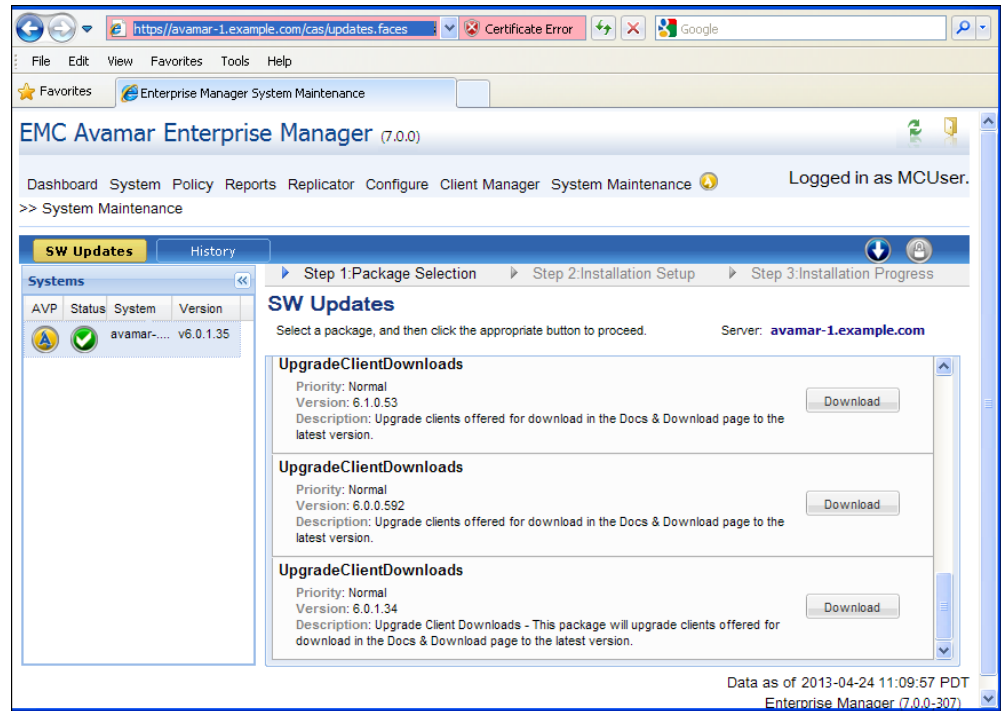 https//avamar-1.example.com/cas/updates.faces
Certificate Error
Google
File Edit View Favorites Tools Help
Favorites
Enterprise Manager System Maintenance
EMC Avamar Enterprise Manager (7.0.0)
Dashboard System Policy Reports Replicator Configure Client Manager System Maintenance
Logged in as MCUser.
>> System Maintenance
SW Updates
History
Systems
AVP Status System Version
avamar-.... v6.0.1.35
Step 1:Package Selection
Step 2:Installation Setup
Step 3:Installation Progress
SW Updates
Select a package, and then click the appropriate button to proceed.
Server: avamar-1.example.com
UpgradeClientDownloads
Priority: Normal
Version: 6.1.0.53
Description: Upgrade clients offered for download in the Docs & Download page to the
latest version.
Download
UpgradeClientDownloads
Priority: Normal
Version: 6.0.0.592
Description: Upgrade clients offered for download in the Docs & Download page to the
latest version.
Download
UpgradeClientDownloads
Priority: Normal
Version: 6.0.1.34
Description: Upgrade Client Downloads - This package will upgrade clients offered for
download in the Docs & Download page to the latest version.
Download
Data as of 2013-04-24 11:09:57 PDT
Enterprise Manager (7.0.0-307)